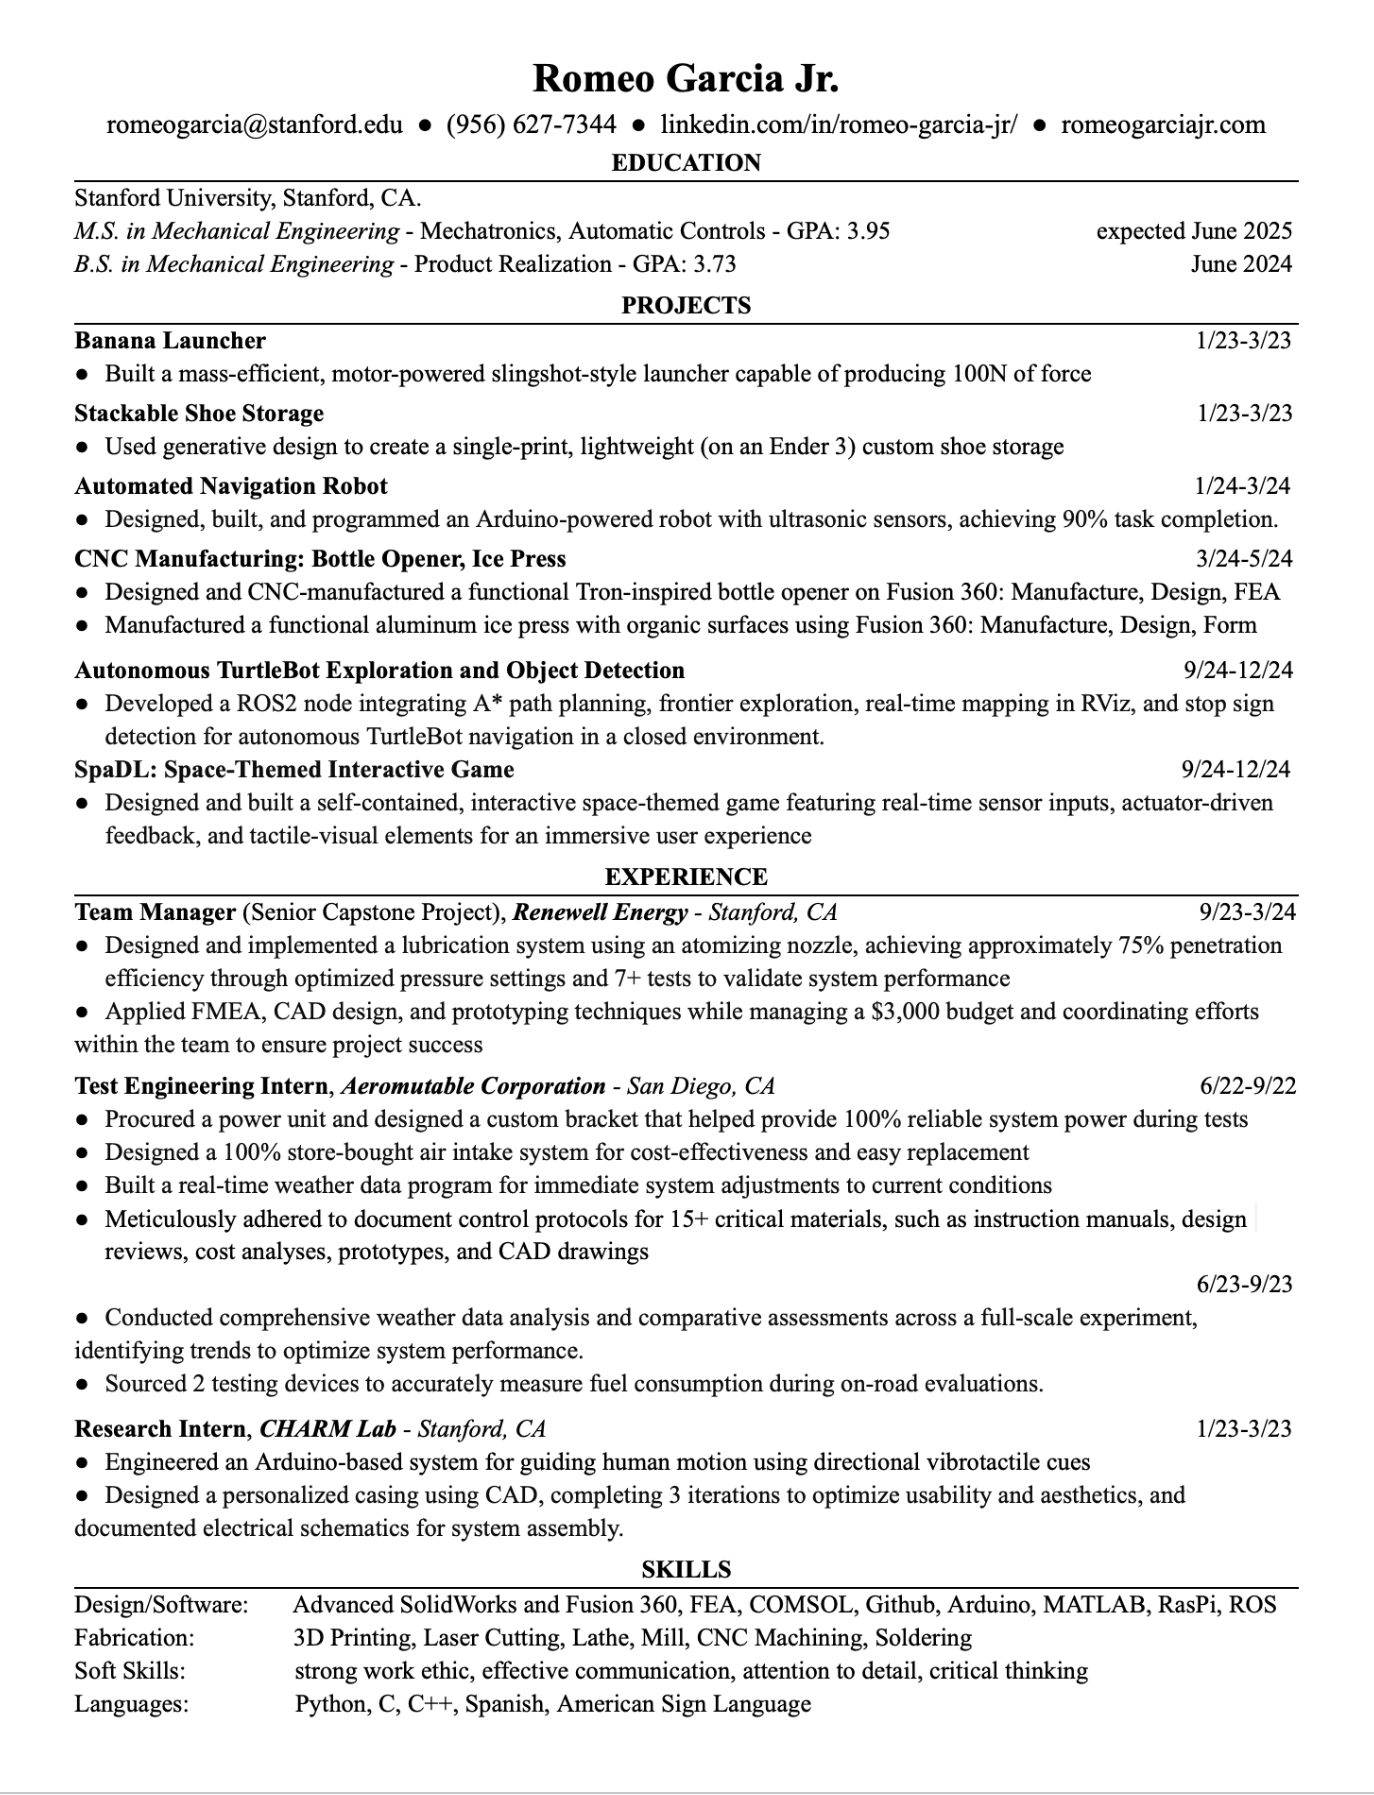 Romeo Garcia Jr.
romeogarcia@stanford.edu ● (956) 627-7344 ● linkedin.com/in/romeo-garcia-jr/ ● romeogarciajr.com
EDUCATION
Stanford University, Stanford, CA.
M.S. in Mechanical Engineering - Mechatronics, Automatic Controls - GPA: 3.95 expected June 2025
B.S. in Mechanical Engineering - Product Realization - GPA: 3.73 June 2024
PROJECTS
Banana Launcher 1/23-3/23
● Built a mass-efficient, motor-powered slingshot-style launcher capable of producing 100N of force
Stackable Shoe Storage 1/23-3/23
● Used generative design to create a single-print, lightweight (on an Ender 3) custom shoe storage
Automated Navigation Robot 1/24-3/24
● Designed, built, and programmed an Arduino-powered robot with ultrasonic sensors, achieving 90% task completion.
CNC Manufacturing: Bottle Opener, Ice Press 3/24-5/24
● Designed and CNC-manufactured a functional Tron-inspired bottle opener on Fusion 360: Manufacture, Design, FEA
● Manufactured a functional aluminum ice press with organic surfaces using Fusion 360: Manufacture, Design, Form
Autonomous TurtleBot Exploration and Object Detection 9/24-12/24
● Developed a ROS2 node integrating A* path planning, frontier exploration, real-time mapping in RViz, and stop sign
detection for autonomous TurtleBot navigation in a closed environment.
SpaDL: Space-Themed Interactive Game 9/24-12/24
● Designed and built a self-contained, interactive space-themed game featuring real-time sensor inputs, actuator-driven
feedback, and tactile-visual elements for an immersive user experience
EXPERIENCE
Team Manager (Senior Capstone Project), Renewell Energy - Stanford, CA 9/23-3/24
● Designed and implemented a lubrication system using an atomizing nozzle, achieving approximately 75% penetration
efficiency through optimized pressure settings and 7+ tests to validate system performance
● Applied FMEA, CAD design, and prototyping techniques while managing a $3,000 budget and coordinating efforts
within the team to ensure project success
Test Engineering Intern, Aeromutable Corporation - San Diego, CA 6/22-9/22
● Procured a power unit and designed a custom bracket that helped provide 100% reliable system power during tests
● Designed a 100% store-bought air intake system for cost-effectiveness and easy replacement
● Built a real-time weather data program for immediate system adjustments to current conditions
● Meticulously adhered to document control protocols for 15+ critical materials, such as instruction manuals, design
reviews, cost analyses, prototypes, and CAD drawings
6/23-9/23
● Conducted comprehensive weather data analysis and comparative assessments across a full-scale experiment,
identifying trends to optimize system performance.
● Sourced 2 testing devices to accurately measure fuel consumption during on-road evaluations.
Research Intern, CHARM Lab - Stanford, CA 1/23-3/23
● Engineered an Arduino-based system for guiding human motion using directional vibrotactile cues
● Designed a personalized casing using CAD, completing 3 iterations to optimize usability and aesthetics, and
documented electrical schematics for system assembly.
SKILLS
Design/Software: Advanced SolidWorks and Fusion 360, FEA, COMSOL, Github, Arduino, MATLAB, RasPi, ROS
Fabrication: 3D Printing, Laser Cutting, Lathe, Mill, CNC Machining, Soldering
Soft Skills: strong work ethic, effective communication, attention to detail, critical thinking
Languages: Python, C, C++, Spanish, American Sign Language